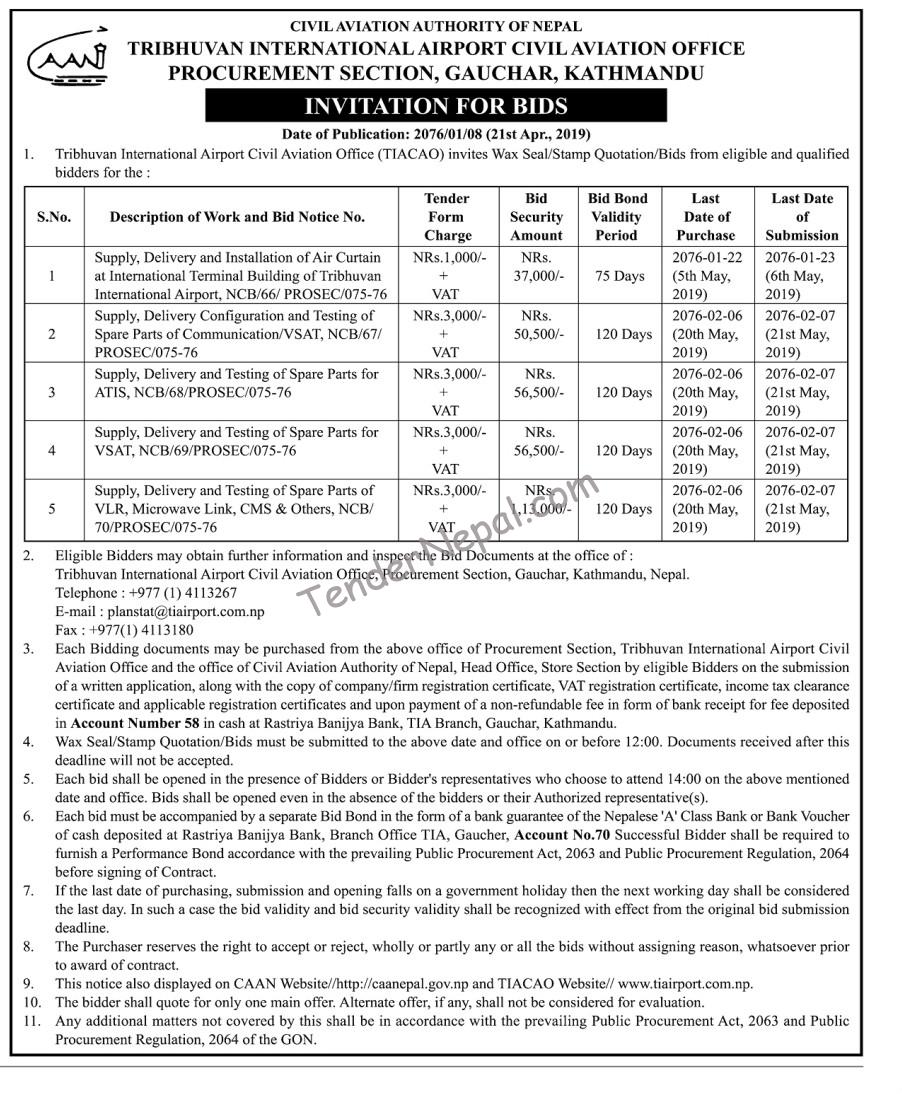 CAAN
CIVIL AVIATION AUTHORITY OF NEPAL
TRIBHUVAN INTERNATIONAL AIRPORT CIVIL AVIATION OFFICE
PROCUREMENT SECTION, GAUCHAR, KATHMANDU
INVITATION FOR BIDS
Date of Publication: 2076/01/08 (21st Apr., 2019)
1. Tribhuvan International Airport Civil Aviation Office (TIACAO) invites Wax Seal/Stamp Quotation/Bids from eligible and qualified
bidders for the :
S.No. Description of Work and Bid Notice No. Tender Form Charge Bid Security Amount Bid Bond Validity Period Last Date of Purchase Last Date of Submission
1 Supply, Delivery and Installation of Air Curtain NRs.1,000/- NRs. 75 Days 2076-01-22 2076-01-23
at International Terminal Building of Tribhuvan + 37,000/- (5th May, (6th May,
International Airport, NCB/66/ PROSEC/075-76 VAT 2019) 2019)
2 Supply, Delivery Configuration and Testing of NRs.3,000/- NRs. 120 Days 2076-02-06 2076-02-07
Spare Parts of Communication/VSAT, NCB/67/ + 50,500/- (20th May, (21st May,
PROSEC/075-76 VAT 2019) 2019)
3 Supply, Delivery and Testing of Spare Parts for NRs.3,000/- NRs. 120 Days 2076-02-06 2076-02-07
ATIS, NCB/68/PROSEC/075-76 + 56,500/- (20th May, (21st May,
VAT 2019) 2019)
4 Supply, Delivery and Testing of Spare Parts for NRs.3,000/- NRs. 120 Days 2076-02-06 2076-02-07
VSAT, NCB/69/PROSEC/075-76 + 56,500/- (20th May, (21st May,
VAT 2019) 2019)
5 Supply, Delivery and Testing of Spare Parts of NRs.3,000/- NRs. 120 Days 2076-02-06 2076-02-07
VLR, Microwave Link, CMS & Others, NCB/ + 1,13,000/- (20th May, (21st May,
70/PROSEC/075-76 VAT 2019) 2019)
TenderNepal.com
2. Eligible Bidders may obtain further information and inspect the Bid Documents at the office of :
Tribhuvan International Airport Civil Aviation Office, Procurement Section, Gauchar, Kathmandu, Nepal.
Telephone : +977 (1) 4113267
E-mail : planstat@tiairport.com.np
Fax : +977(1) 4113180
3. Each Bidding documents may be purchased from the above office of Procurement Section, Tribhuvan International Airport Civil
Aviation Office and the office of Civil Aviation Authority of Nepal, Head Office, Store Section by eligible Bidders on the submission
of a written application, along with the copy of company/firm registration certificate, VAT registration certificate, income tax clearance
certificate and applicable registration certificates and upon payment of a non-refundable fee in form of bank receipt for fee deposited
in Account Number 58 in cash at Rastriya Banijya Bank, TIA Branch, Gauchar, Kathmandu.
4. Wax Seal/Stamp Quotation/Bids must be submitted to the above date and office on or before 12:00. Documents received after this
deadline will not be accepted.
5. Each bid shall be opened in the presence of Bidders or Bidder's representatives who choose to attend 14:00 on the above mentioned
date and office. Bids shall be opened even in the absence of the bidders or their Authorized representative(s).
6. Each bid must be accompanied by a separate Bid Bond in the form of a bank guarantee of the Nepalese 'A' Class Bank or Bank Voucher
of cash deposited at Rastriya Banijya Bank, Branch Office TIA, Gaucher, Account No.70 Successful Bidder shall be required to
furnish a Performance Bond accordance with the prevailing Public Procurement Act, 2063 and Public Procurement Regulation, 2064
before signing of Contract.
7. If the last date of purchasing, submission and opening falls on a government holiday then the next working day shall be considered
the last day. In such a case the bid validity and bid security validity shall be recognized with effect from the original bid submission
deadline.
8. The Purchaser reserves the right to accept or reject, wholly or partly any or all the bids without assigning reason, whatsoever prior
to award of contract.
9. This notice also displayed on CAAN Website//http://caanepal.gov.np and TIACAO Website// www.tiairport.com.np.
10. The bidder shall quote for only one main offer. Alternate offer, if any, shall not be considered for evaluation.
11. Any additional matters not covered by this shall be in accordance with the prevailing Public Procurement Act, 2063 and Public
Procurement Regulation, 2064 of the GON.